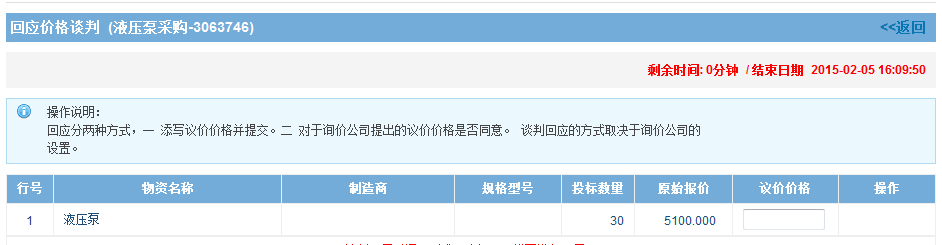 回应价格谈判 (液压泵采购-3063746) <<返回
剩余时间: 0分钟 / 结束日期 2015-02-05 16:09:50
操作说明：
回应分两种方式，一 添写议价价格并提交。二 对于询价公司提出的议价价格是否同意。 谈判回应的方式取决于询价公司的
设置。
行号 物资名称 制造商 规格型号 投标数量 原始报价 议价价格 操作
1 液压泵 30 5100.000